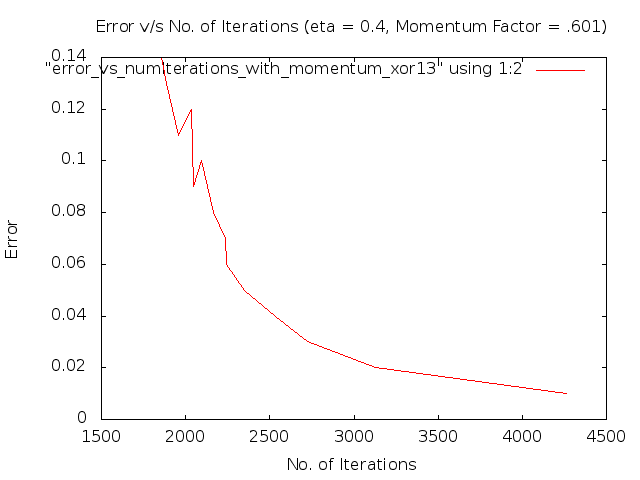 Error v/s No. of Iterations (eta = 0.4, Momentum Factor = .601)
"error_vs_numiterations_with_momentum_xor13" using 1:2
0.14
0.12
0.1
0.08
0.06
0.04
0.02
0
Error
1500 2000 2500 3000 3500 4000 4500
No. of Iterations